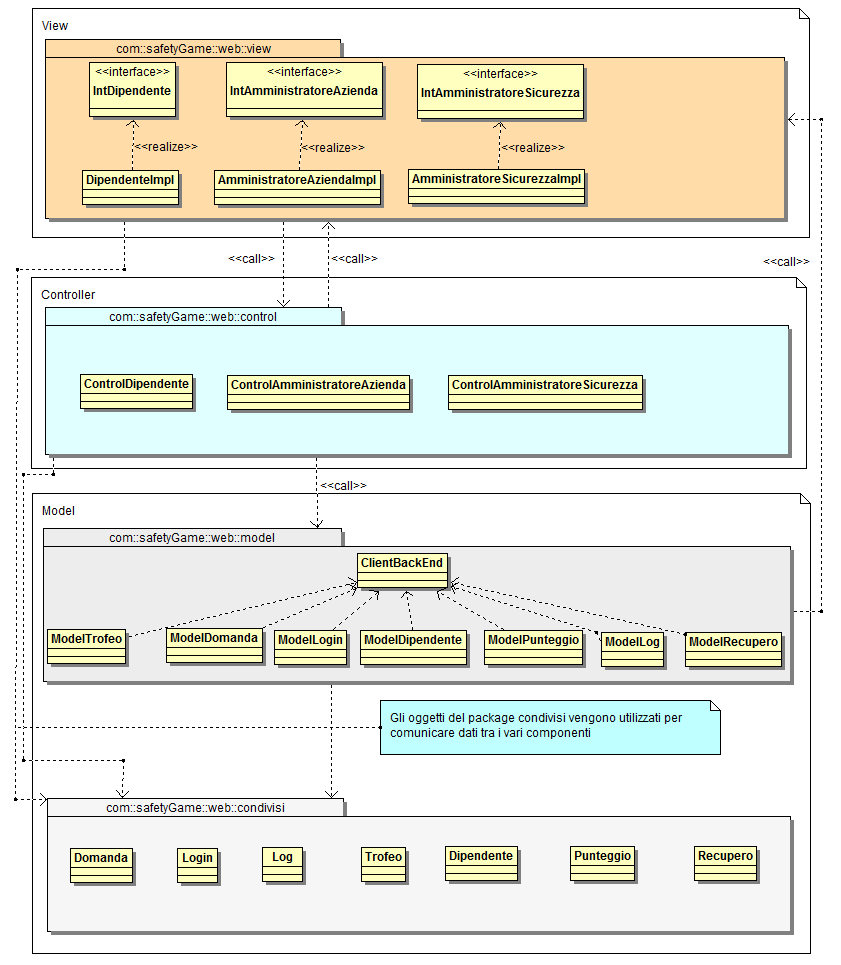 View
com::safetyGame::web::view
<<interface>>
IntDipendente
<<interface>>
IntAmministratoreAzienda
<<interface>>
IntAmministratoreSicurezza
<<realize>>
<<realize>>
<<realize>>
DipendenteImpl
AmministratoreAziendaImpl
AmministratoreSicurezzaImpl
<<call>>
<<call>>
<<call>>
Controller
com::safetyGame::web::control
ControlDipendente
ControlAmministratoreAzienda
ControlAmministratoreSicurezza
<<call>>
Model
com::safetyGame::web::model
ClientBackEnd
ModelTrofeo
ModelDomanda
ModelLogin
ModelDipendente
ModelPunteggio
ModelLog
ModelRecupero
Gli oggetti del package condivisi vengono utilizzati per
comunicare dati tra i vari componenti
com::safetyGame::web::condivisi
Domanda
Login
Log
Trofeo
Dipendente
Punteggio
Recupero